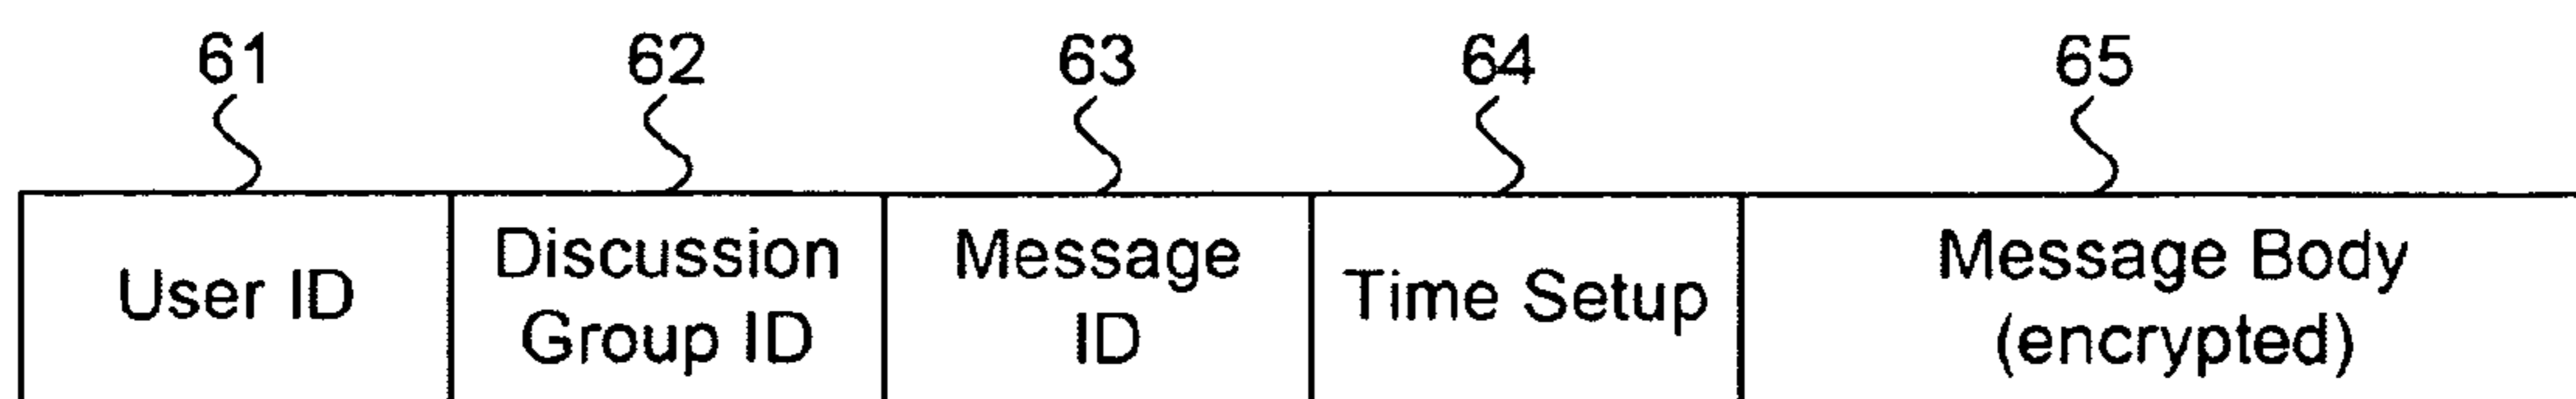 61 62 63 64 65
User ID
Discussion
Group ID
Message
ID
Time Setup
Message Body
(encrypted)